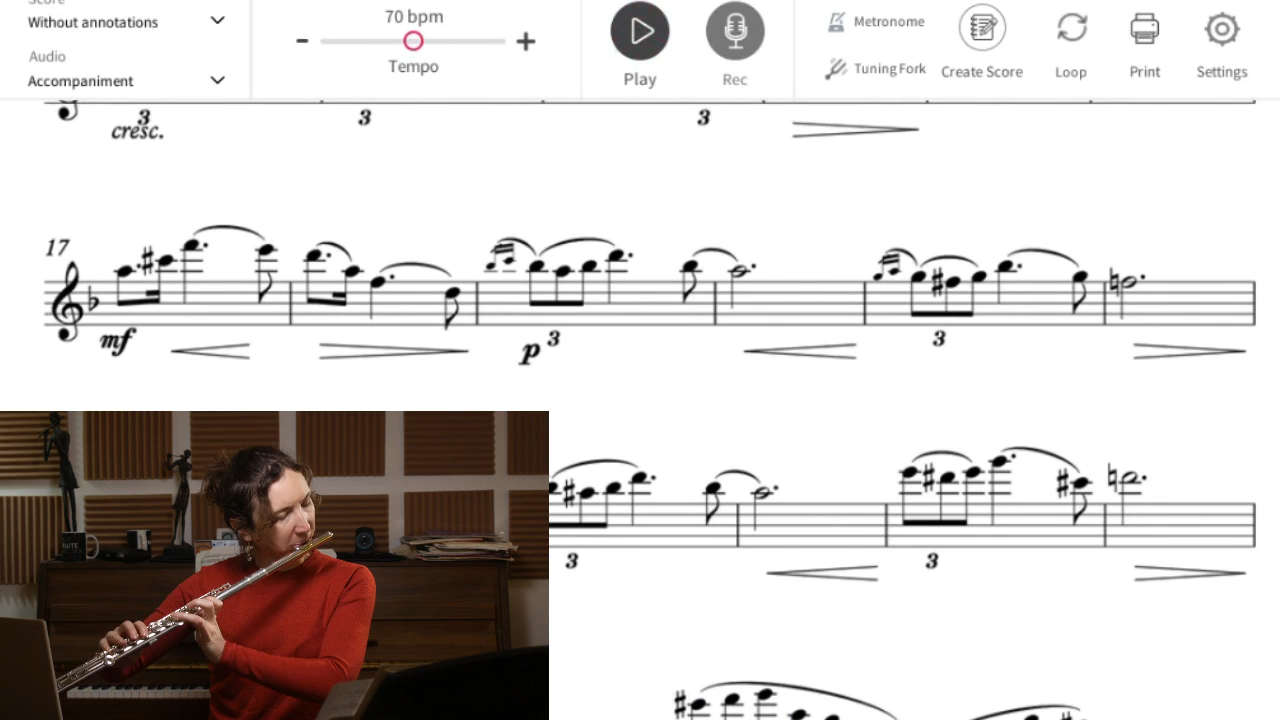 Without annotations
Audio
Accompaniment
70 bpm
Tempo
Play
Rec
Metronome
Tuning Fork
Create Score
Loop
Print
Settings
3
cresc.
3
3
17
mf
p
3
3
3
3